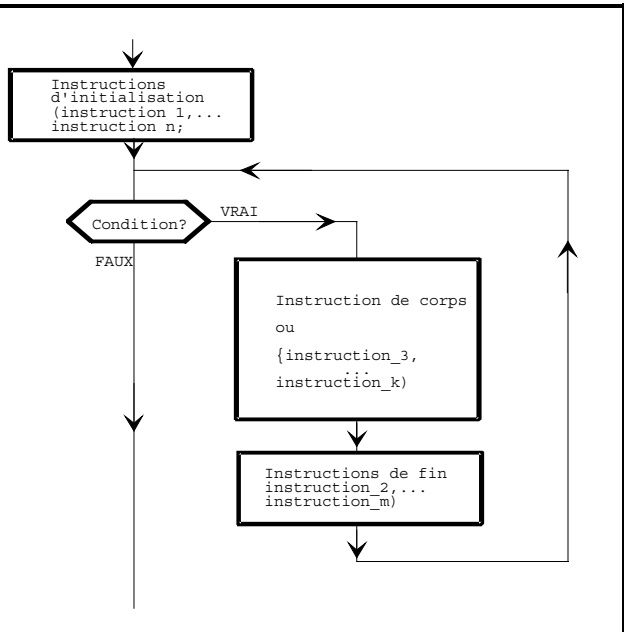 Instructions
d'initialisation
(instruction 1,...
instruction n;
Condition?
VRAI
FAUX
Instruction de corps
ou
{instruction_3,
...
instruction_k)
Instructions de fin
instruction_2,...
instruction_m)